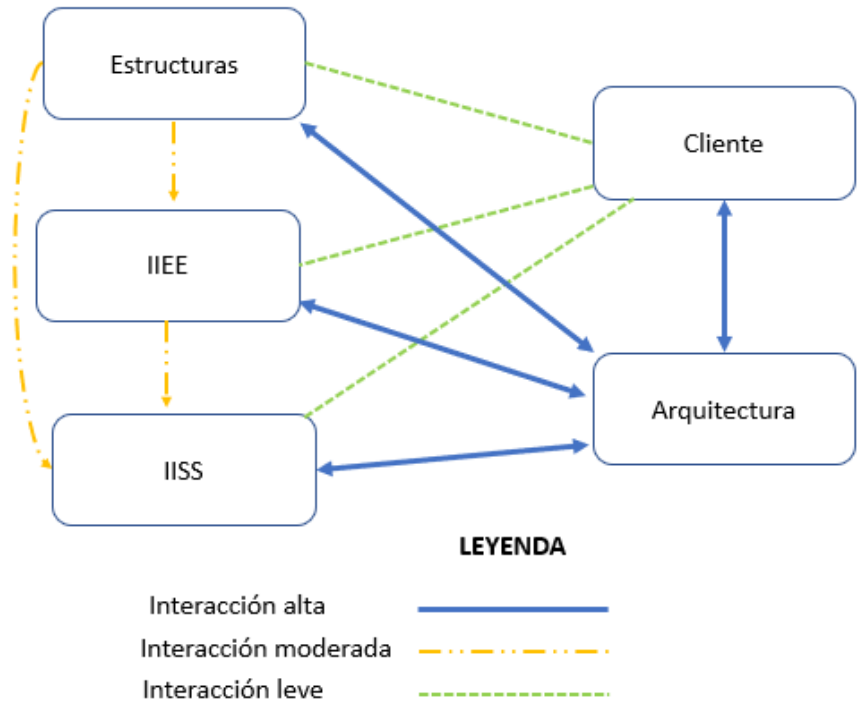 Estructuras
Cliente
IIEE
Arquitectura
IISS
LEYENDA
Interacción alta
Interacción moderada
Interacción leve